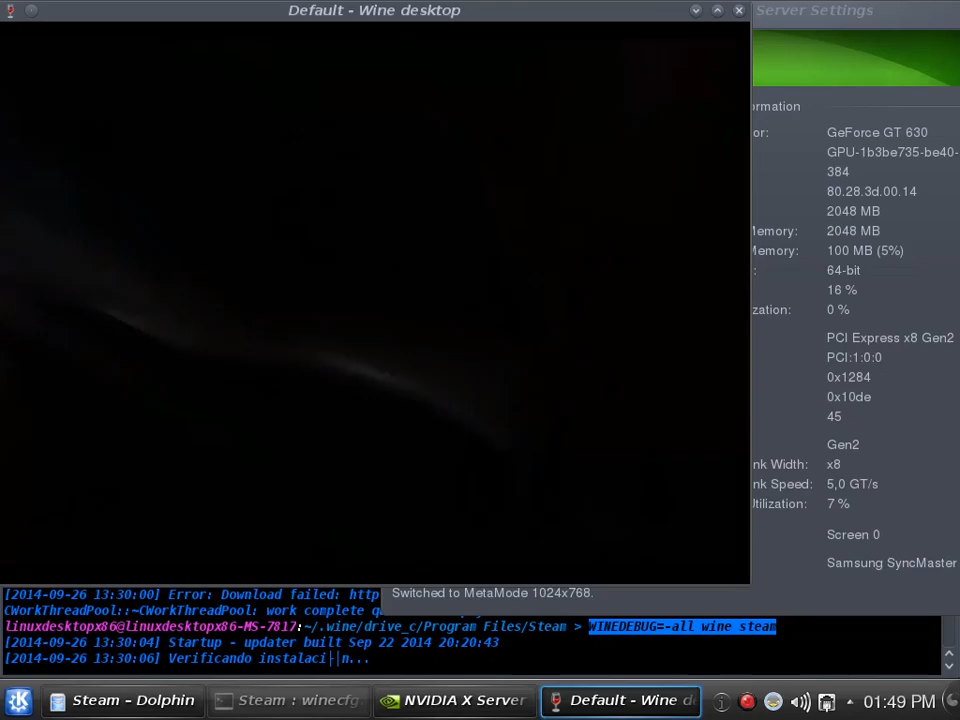 Default - Wine desktop
Server Settings
ormation
or:
GeForce GT 630
GPU-1b3be735-be40-
384
80.28.3d.00.14
2048 MB
Memory:
2048 MB
Memory:
100 MB (5%)
:
64-bit
16 %
zation:
0 %
PCI Express x8 Gen2
PCI:1:0:0
0x1284
0x10de
45
Gen2
nk Width:
x8
nk Speed:
5,0 GT/s
Utilization:
7 %
Screen 0
Samsung SyncMaster
[2014-09-26 13:30:00] Error: Download failed: http
Switched to MetaMode 1024x768.
CWorkThreadPool::~CWorkThreadPool: work complete qu
linuxdesktopx86@linuxdesktopx86-MS-7817:~/.wine/drive_c/Program Files/Steam > WINEDEBUG=-all wine steam
[2014-09-26 13:30:04] Startup - updater built Sep 22 2014 20:20:43
[2014-09-26 13:30:06] Verificando instalaci├│n...
Steam - Dolphin
Steam : winecfg
NVIDIA X Server
Default - Wine de
01:49 PM